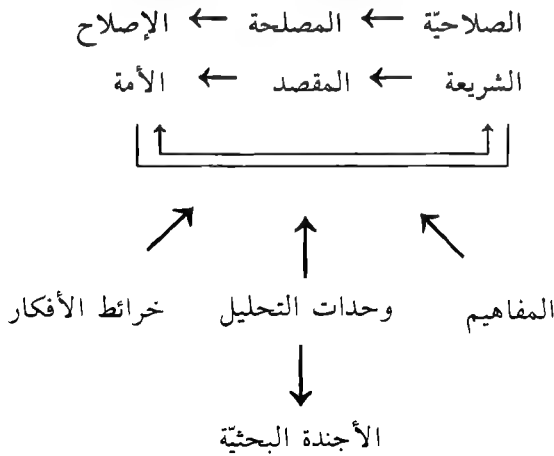 الصلاحيّة ← المصلحة ← الإصلاح
الشريعة ← المقصد ← الأمة
المفاهيم وحدات التحليل خرائط الأفكار
الأجندة البحثيّة